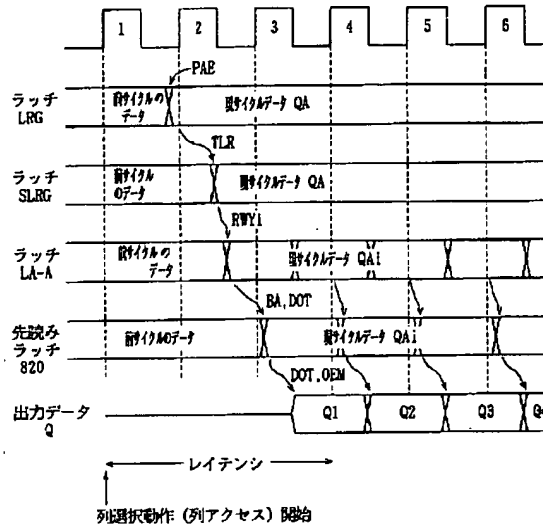 1 2 3 4 5 6
PAE
ラッチ
LRG
前サイクルの
データ
現サイクルデータ QA
TLR
ラッチ
SLRG
前サイクル
のデータ
現サイクルデータ QA
RWYi
ラッチ
LA-A
前サイクルの
データ
現サイクルデータ QAi
BA,DOT
先読み
ラッチ
820
前サイクルのデータ
現サイクルデータ QAi
DOT,OEM
出力データ
Q
Q1 Q2 Q3 Q4
レイテンシ
列選択動作 (列アクセス) 開始